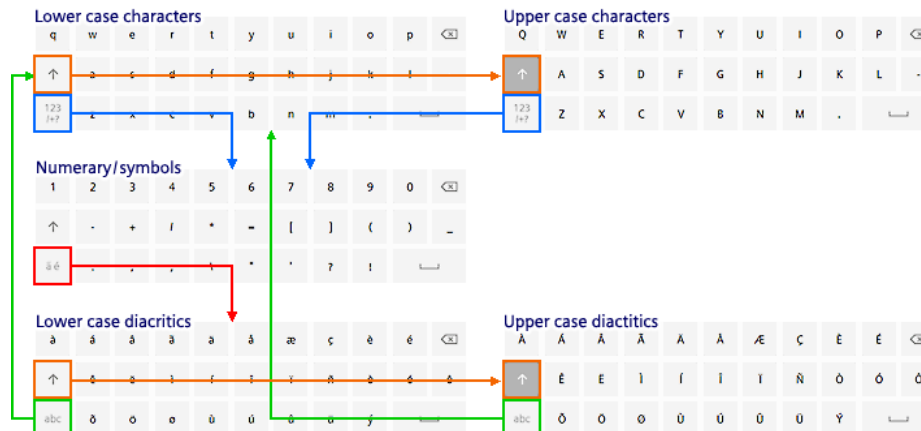 Lower case characters
Upper case characters
q w e r t y u i o p
Q W E R T Y U I O P
a s d f g h j k l
A S D F G H J K L -
123
/+?
z x c v b n m .
123
/+?
Z X C V B N M .
Numerary/symbols
1 2 3 4 5 6 7 8 9 0
- + / * = [ ] ( ) _
äé
? !
Lower case diacritics
Upper case diactitics
à á â ã ä å æ ç è é
À Á Â Ã Ä Å Æ Ç È É
Ê Ë Ì Í Î Ï Ñ Ò Ó Ô
abc
õ ö ø ù ú û ü ý
abc
Õ Ö Ø Ù Ú Û Ü Ý